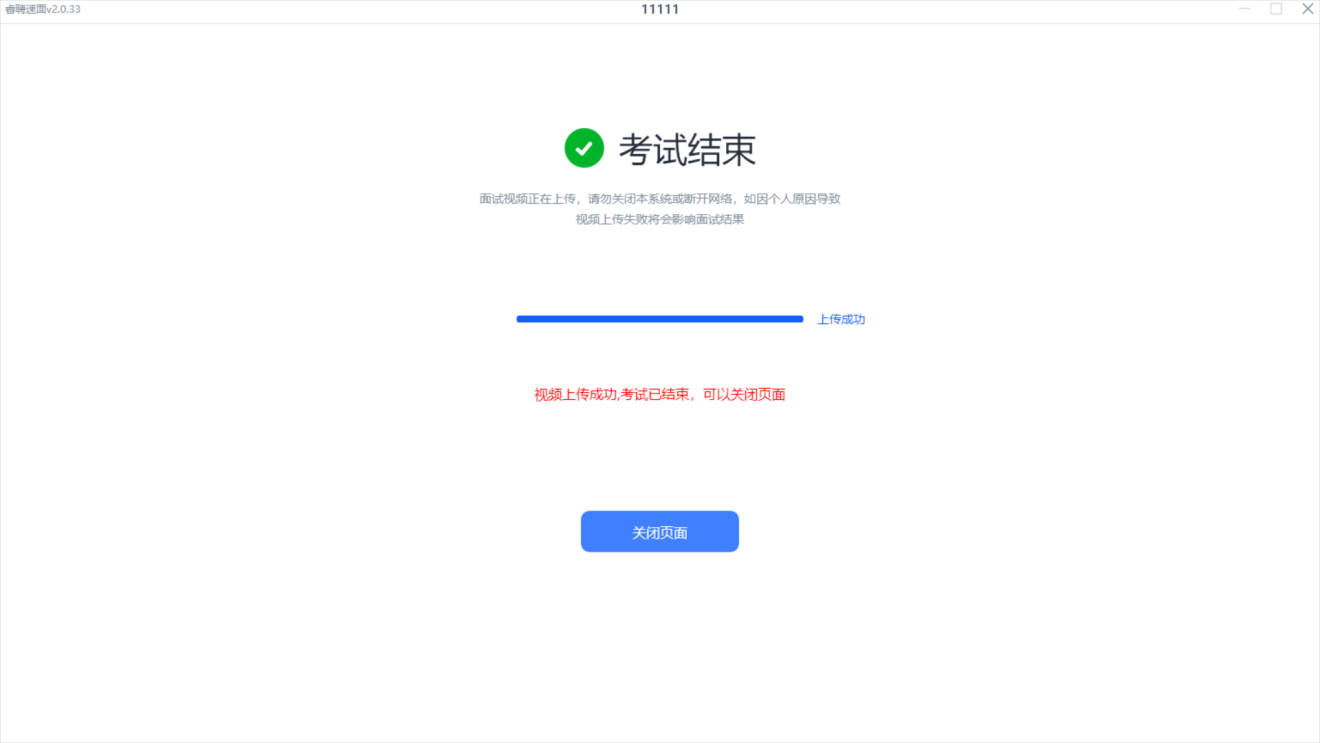 睿聘速面v2.0.33
11111
考试结束
面试视频正在上传，请勿关闭本系统或断开网络，如因个人原因导致
视频上传失败将会影响面试结果
上传成功
视频上传成功,考试已结束，可以关闭页面
关闭页面